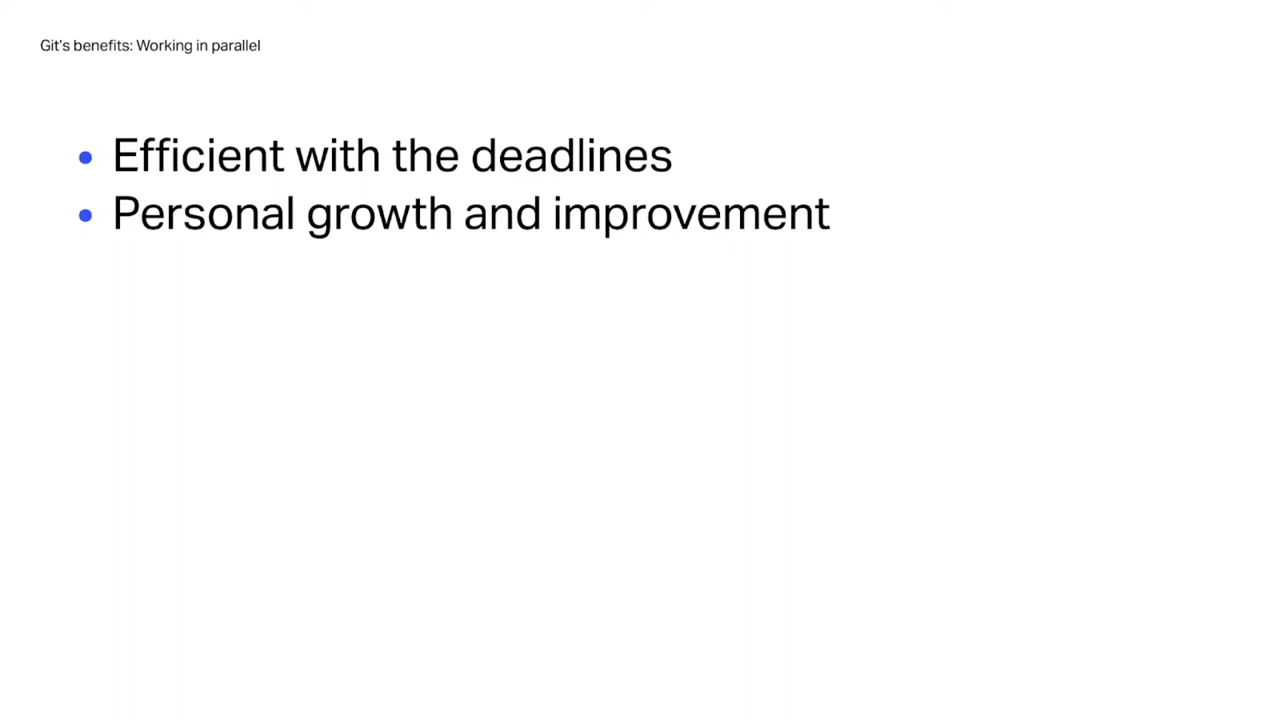 Git’s benefits: Working in parallel
• Efficient with the deadlines
• Personal growth and improvement